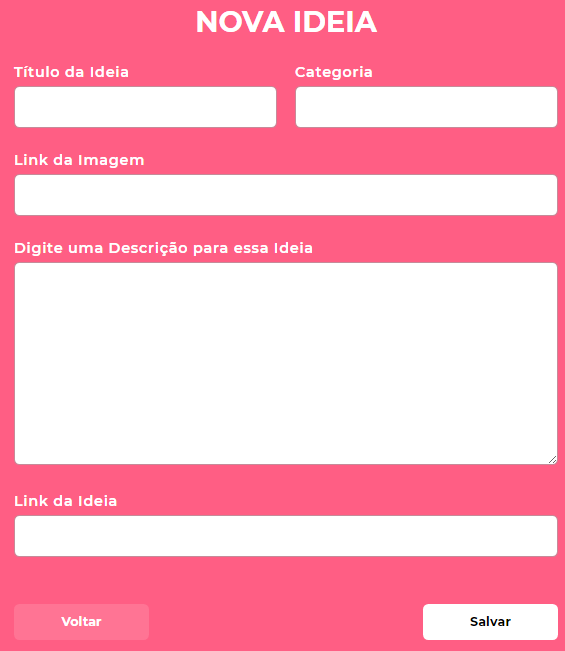 NOVA IDEIA
Título da Ideia Categoria
Link da Imagem
Digite uma Descrição para essa Ideia
Link da Ideia
Voltar Salvar